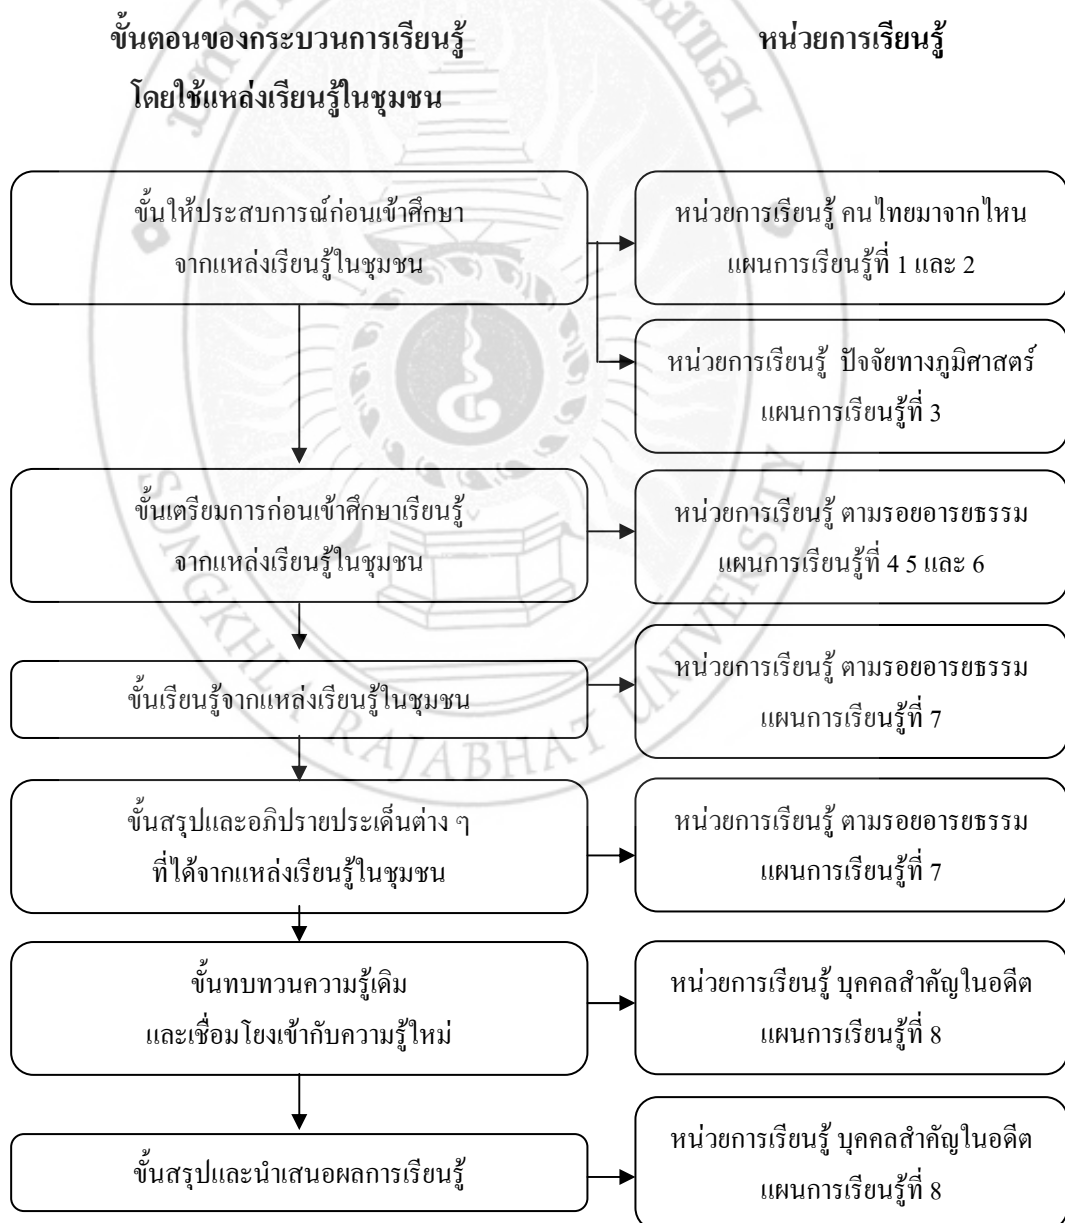 ขั้นตอนของกระบวนการเรียนรู้
โดยใช้แหล่งเรียนรู้ในชุมชน
หน่วยการเรียนรู้
ขั้นให้ประสบการณ์ก่อนเข้าศึกษา
จากแหล่งเรียนรู้ในชุมชน
หน่วยการเรียนรู้ คนไทยมาจากไหน
แผนการเรียนรู้ที่ 1 และ 2
หน่วยการเรียนรู้ ปัจจัยทางภูมิศาสตร์
แผนการเรียนรู้ที่ 3
ขั้นเตรียมการก่อนเข้าศึกษาเรียนรู้
จากแหล่งเรียนรู้ในชุมชน
หน่วยการเรียนรู้ ตามรอยอารยธรรม
แผนการเรียนรู้ที่ 4 5 และ 6
ขั้นเรียนรู้จากแหล่งเรียนรู้ในชุมชน
หน่วยการเรียนรู้ ตามรอยอารยธรรม
แผนการเรียนรู้ที่ 7
ขั้นสรุปและอภิปรายประเด็นต่าง ๆ
ที่ได้จากแหล่งเรียนรู้ในชุมชน
หน่วยการเรียนรู้ ตามรอยอารยธรรม
แผนการเรียนรู้ที่ 7
ขั้นทบทวนความรู้เดิม
และเชื่อมโยงเข้ากับความรู้ใหม่
หน่วยการเรียนรู้ บุคคลสำคัญในอดีต
แผนการเรียนรู้ที่ 8
ขั้นสรุปและนำเสนอผลการเรียนรู้
หน่วยการเรียนรู้ บุคคลสำคัญในอดีต
แผนการเรียนรู้ที่ 8
SONGKHLA RAJABHAT UNIVERSITY